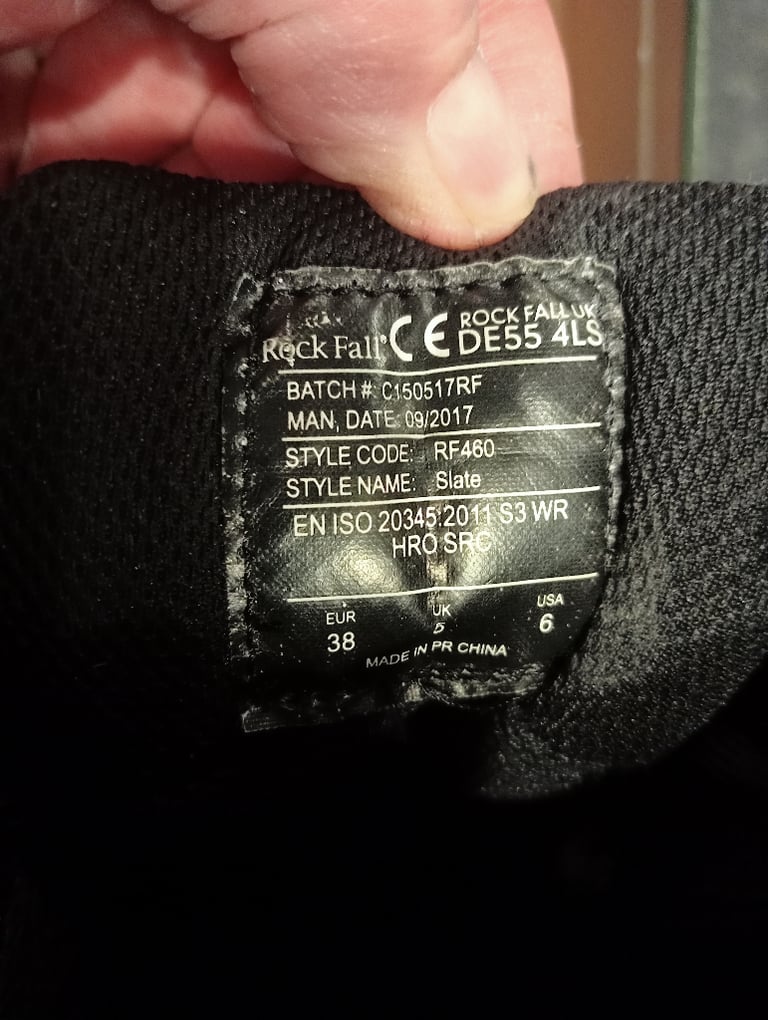 Rock Fall® CE ROCK FALL UK
DE55 4LS
BATCH # C150517RF
MAN, DATE: 09/2017
STYLE CODE: RF460
STYLE NAME: Slate
EN ISO 20345:2011 S3 WR
HRO SRC
EUR UK USA
38 5 6
MADE IN PR CHINA